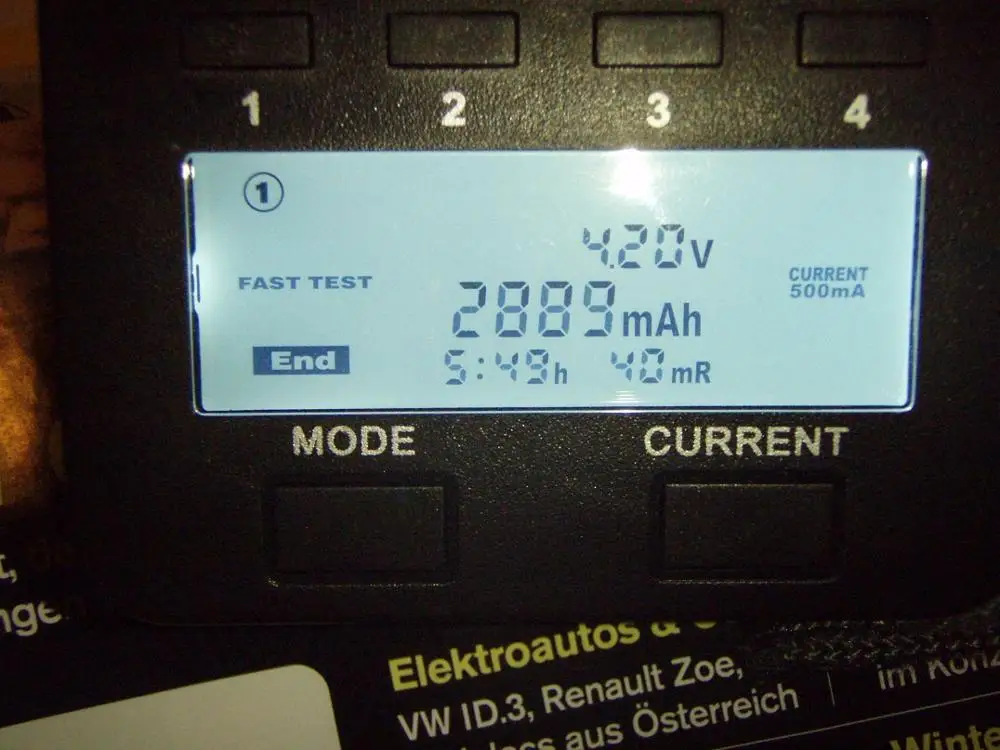 1 2 3 4
1
4.20V
FAST TEST
CURRENT
500mA
2889mAh
End
5:49h 40mR
MODE CURRENT
Elektroautos &
VW ID.3, Renault Zoe,
aus Österreich
im